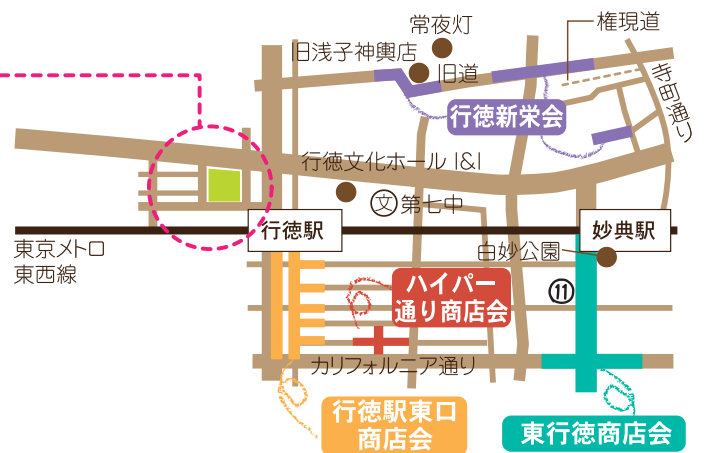 常夜灯
権現道
旧浅子神輿店
旧道
寺町通り
行徳新栄会
行徳文化ホール I&I
文
第七中
行徳駅
妙典駅
東京メトロ
東西線
白妙公園
ハイパー
通り商店会
⑪
カリフォルニア通り
行徳駅東口
商店会
東行徳商店会